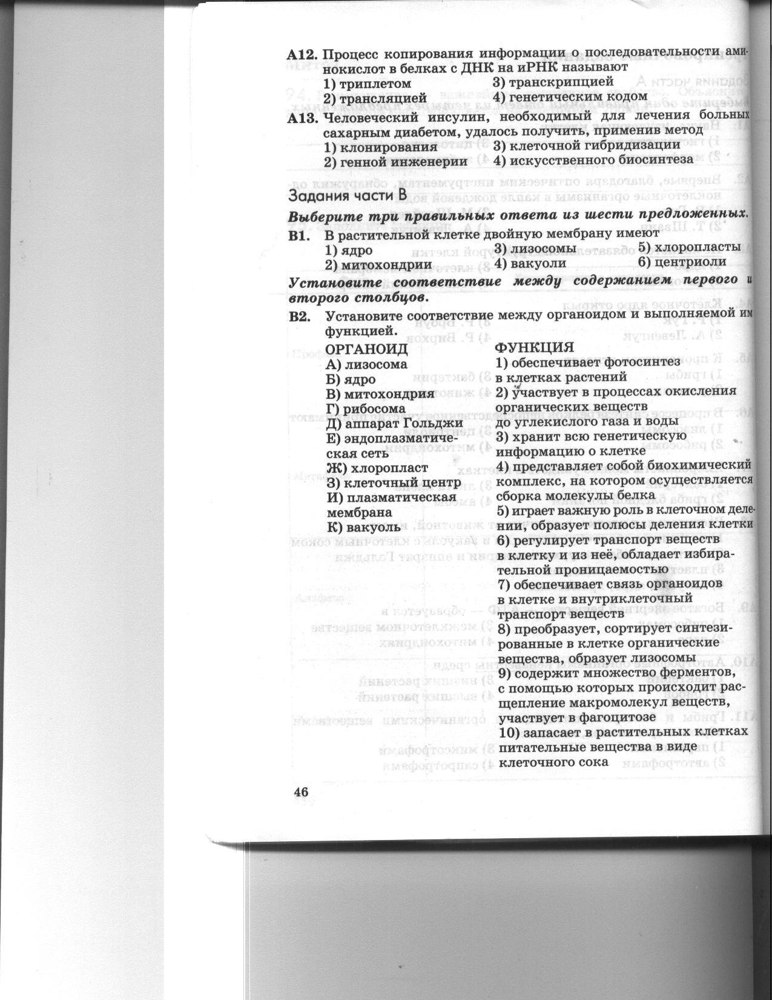 А12. Процесс копирования информации о последовательности ами-
нокислот в белках с ДНК на иРНК называют
1) триплетом 3) транскрипцией
2) трансляцией 4) генетическим кодом
А13. Человеческий инсулин, необходимый для лечения больных
сахарным диабетом, удалось получить, применив метод
1) клонирования 3) клеточной гибридизации
2) генной инженерии 4) искусственного биосинтеза
Задания части В
Выберите три правильных ответа из шести предложенных.
В1. В растительной клетке двойную мембрану имеют
1) ядро 3) лизосомы 5) хлоропласты
2) митохондрии 4) вакуоли 6) центриоли
Установите соответствие между содержанием первого и
второго столбцов.
В2. Установите соответствие между органоидом и выполняемой им
функцией.
ОРГАНОИД
А) лизосома
Б) ядро
В) митохондрия
Г) рибосома
Д) аппарат Гольджи
Е) эндоплазматиче-
ская сеть
Ж) хлоропласт
З) клеточный центр
И) плазматическая
мембрана
К) вакуоль
ФУНКЦИЯ
1) обеспечивает фотосинтез
в клетках растений
2) участвует в процессах окисления
органических веществ
до углекислого газа и воды
3) хранит всю генетическую
информацию о клетке
4) представляет собой биохимический
комплекс, на котором осуществляется
сборка молекулы белка
5) играет важную роль в клеточном деле-
нии, образует полюсы деления клетки
6) регулирует транспорт веществ
в клетку и из неё, обладает избира-
тельной проницаемостью
7) обеспечивает связь органоидов
в клетке и внутриклеточный
транспорт веществ
8) преобразует, сортирует синтези-
рованные в клетке органические
вещества, образует лизосомы
9) содержит множество ферментов,
с помощью которых происходит рас-
щепление макромолекул веществ,
участвует в фагоцитозе
10) запасает в растительных клетках
питательные вещества в виде
клеточного сока
46